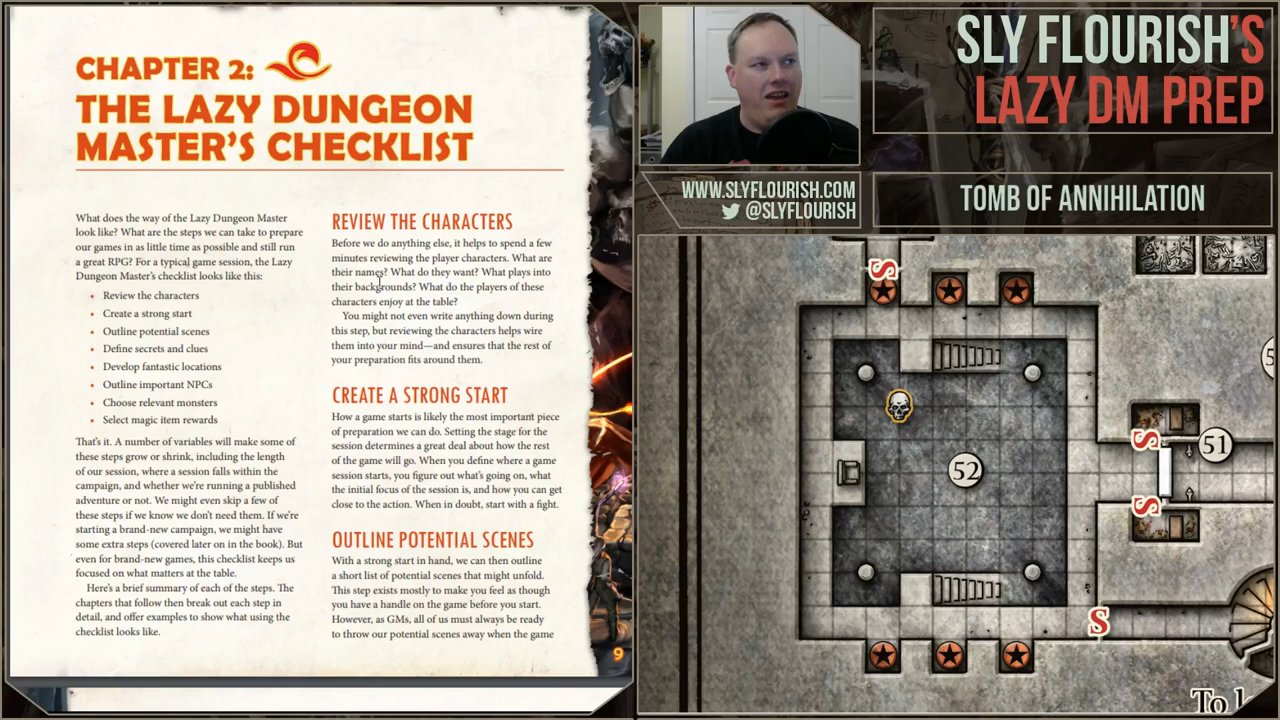 CHAPTER 2:
THE LAZY DUNGEON
MASTER'S CHECKLIST
What does the way of the Lazy Dungeon Master
look like? What are the steps we can take to prepare
our games in as little time as possible and still run
a great RPG? For a typical game session, the Lazy
Dungeon Master's checklist looks like this:
• Review the characters
• Create a strong start
• Outline potential scenes
• Define secrets and clues
• Develop fantastic locations
• Outline important NPCs
• Choose relevant monsters
• Select magic item rewards
That's it. A number of variables will make some of
these steps grow or shrink, including the length
of our session, where a session falls within the
campaign, and whether we're running a published
adventure or not. We might even skip a few of
these steps if we know we don't need them. If we're
starting a brand-new campaign, we might have
some extra steps (covered later on in the book). But
even for brand-new games, this checklist keeps us
focused on what matters at the table.
Here's a brief summary of each of the steps. The
chapters that follow then break out each step in
detail, and offer examples to show what using the
checklist looks like.
REVIEW THE CHARACTERS
Before we do anything else, it helps to spend a few
minutes reviewing the player characters. What are
their names? What do they want? What plays into
their backgrounds? What do the players of these
characters enjoy at the table?
You might not even write anything down during
this step, but reviewing the characters helps wire
them into your mind—and ensures that the rest of
your preparation fits around them.
CREATE A STRONG START
How a game starts is likely the most important piece
of preparation we can do. Setting the stage for the
session determines a great deal about how the rest
of the game will go. When you define where a game
session starts, you figure out what's going on, what
the initial focus of the session is, and how you can get
close to the action. When in doubt, start with a fight.
OUTLINE POTENTIAL SCENES
With a strong start in hand, we can then outline
a short list of potential scenes that might unfold.
This step exists mostly to make you feel as though
you have a handle on the game before you start.
However, as GMs, all of us must always be ready
to throw our potential scenes away when the game
9
SLY FLOURISH'S
LAZY DM PREP
WWW.SLYFLOURISH.COM
@SLYFLOURISH
TOMB OF ANNIHILATION
S
S
51
52
S
S
To l